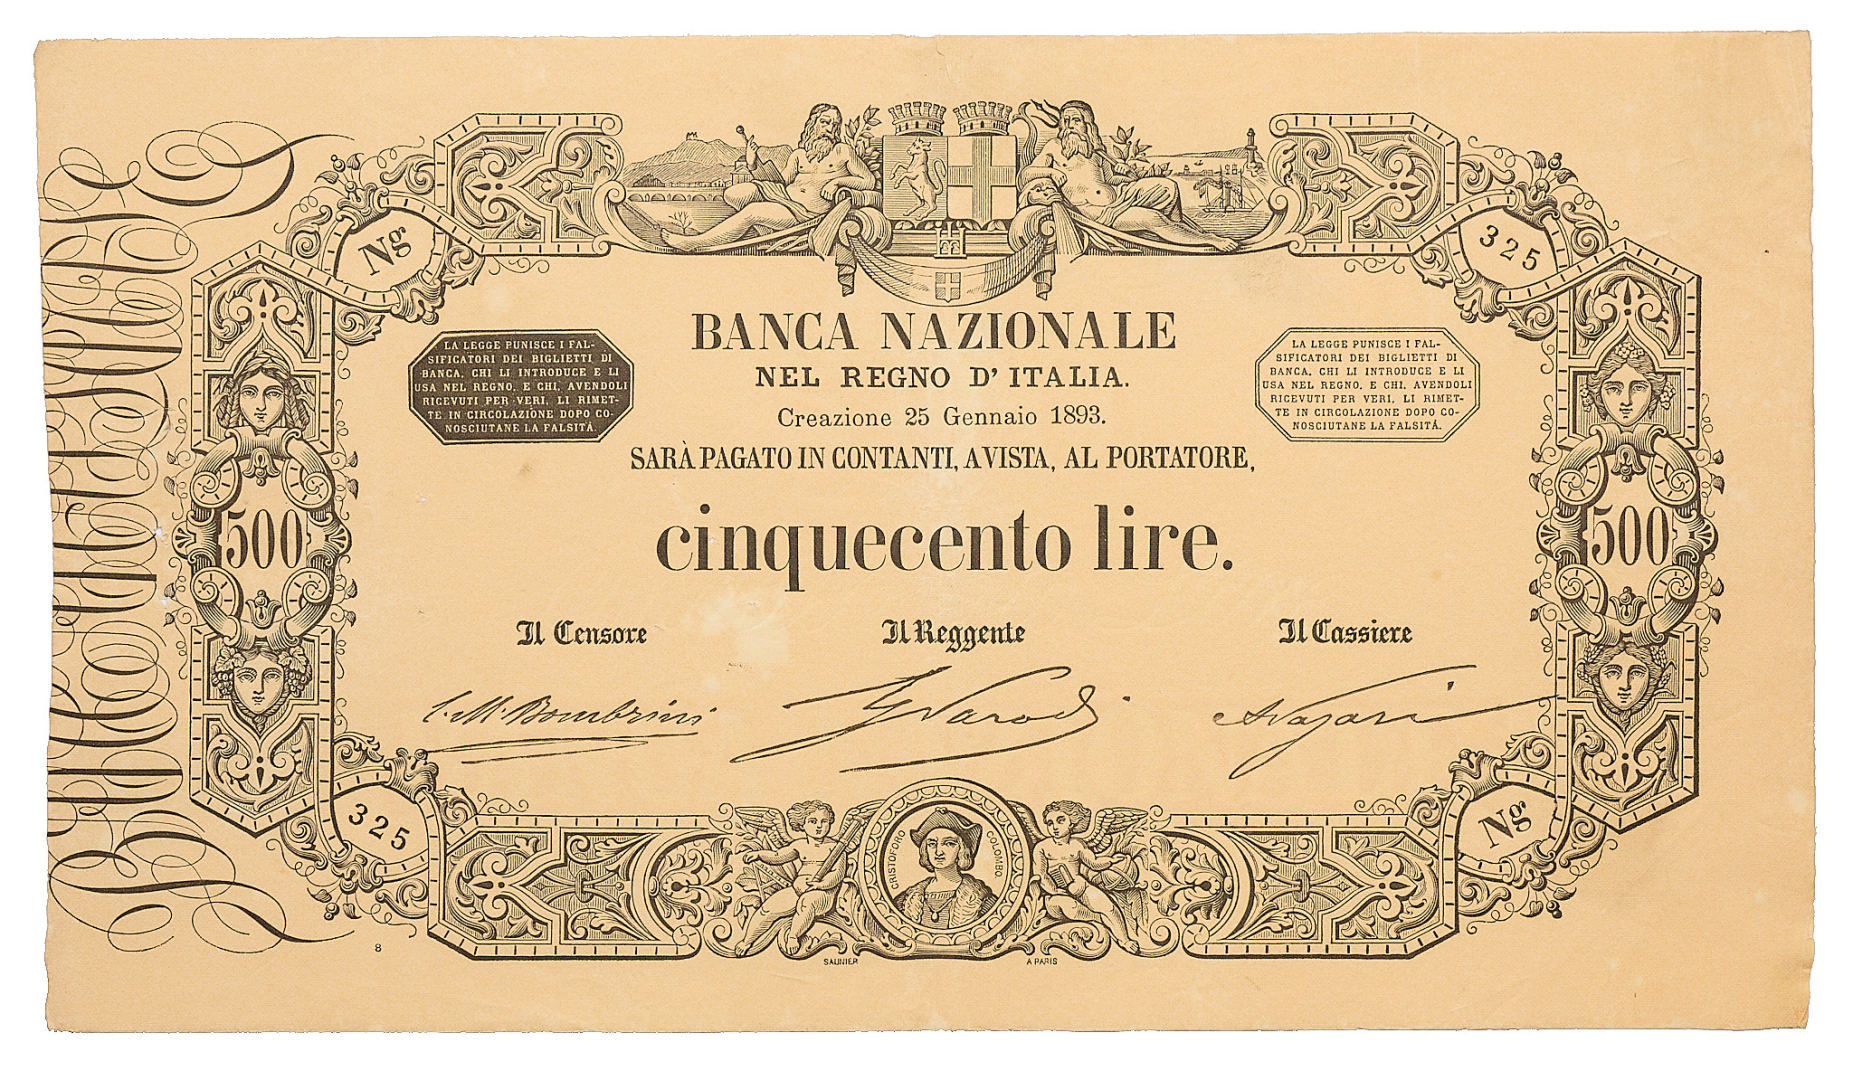 Ng
325
BANCA NAZIONALE
NEL REGNO D' ITALIA.
Creazione 25 Gennaio 1893.
SARÀ PAGATO IN CONTANTI, A VISTA, AL PORTATORE,
cinquecento lire.
LA LEGGE PUNISCE I FAL-
SIFICATORI DEI BIGLIETTI DI
BANCA, CHI LI INTRODUCE E LI
USA NEL REGNO, E CHI, AVENDOLI
RICEVUTI PER VERI, LI RIMET-
TE IN CIRCOLAZIONE DOPO CO-
NOSCIUTANE LA FALSITÀ.
LA LEGGE PUNISCE I FAL-
SIFICATORI DEI BIGLIETTI DI
BANCA, CHI LI INTRODUCE E LI
USA NEL REGNO, E CHI, AVENDOLI
RICEVUTI PER VERI, LI RIMET-
TE IN CIRCOLAZIONE DOPO CO-
NOSCIUTANE LA FALSITÁ.
500
500
Il Censore
Il Reggente
Il Cassiere
C. M. Bombrini
G Narodi
A Najari
325
Ng
CRISTOFORO COLOMBO
8
SAUNIER
A PARIS